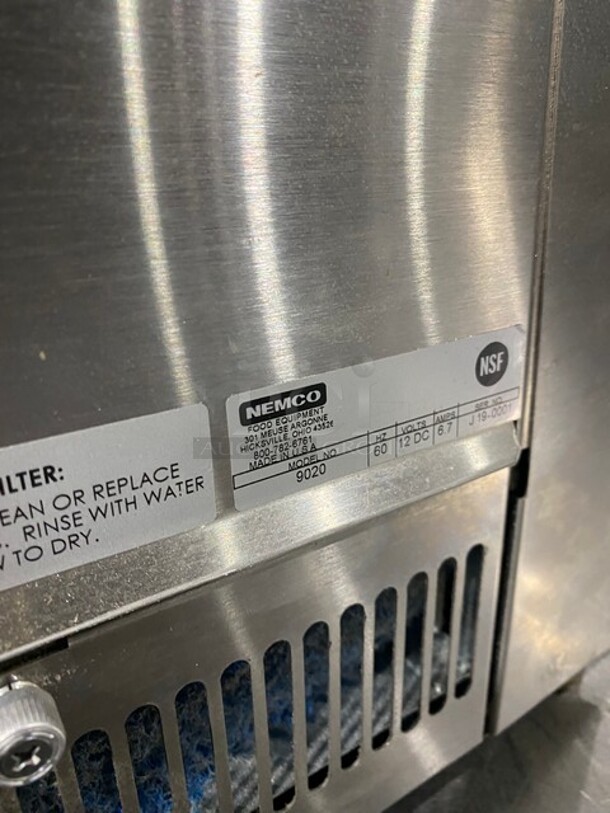 NEMCO
FOOD EQUIPMENT
301 MEUSE ARGONNE
HICKSVILLE, OHIO 43526
800-782-6761
MADE IN U.S.A.
MODEL NO.
9020
HZ
60
VOLTS
12 DC
AMPS
6.7
SER. NO.
J 19-0001
NSF
ILTER:
EAN OR REPLACE
. RINSE WITH WATER
W TO DRY.